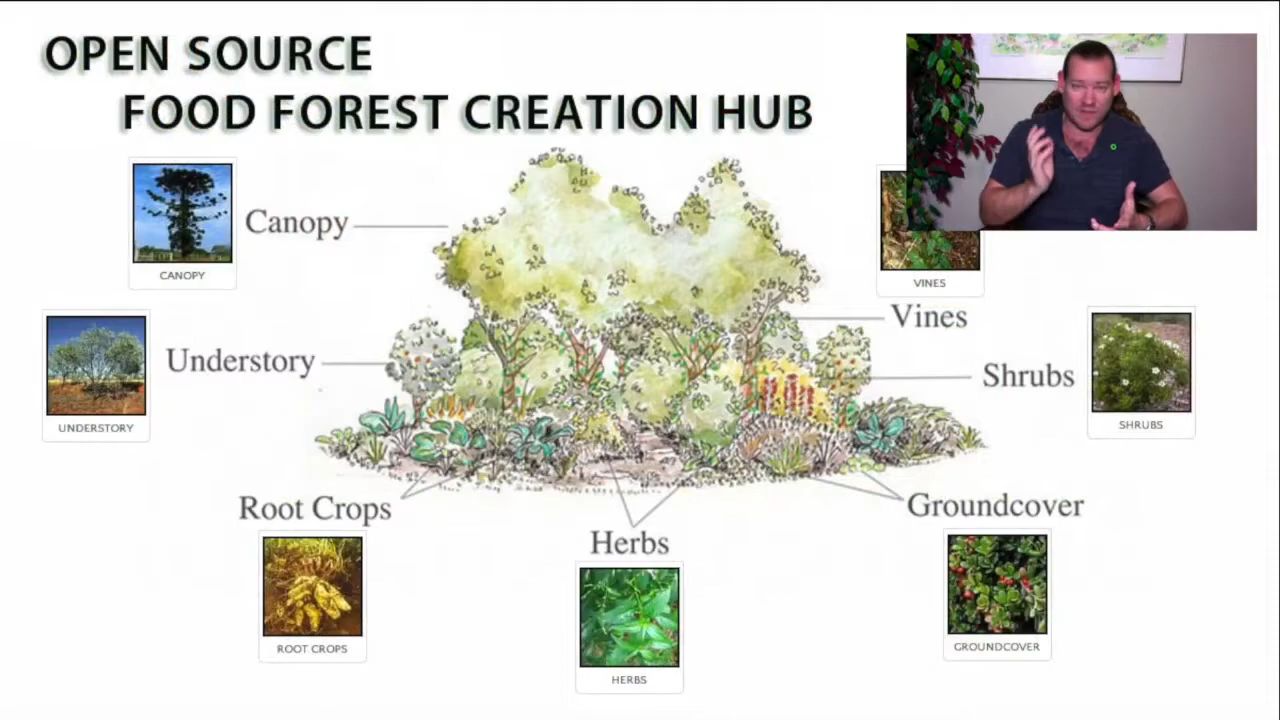 OPEN SOURCE
FOOD FOREST CREATION HUB
Canopy
CANOPY
Understory
UNDERSTORY
VINES
Vines
Shrubs
SHRUBS
Root Crops
ROOT CROPS
Herbs
HERBS
Groundcover
GROUNDCOVER